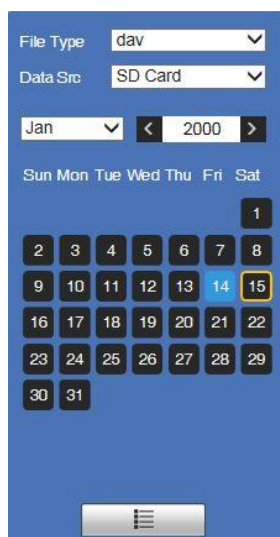 File Type dav
Data Src SD Card
Jan 2000
Sun Mon Tue Wed Thu Fri Sat
1
2 3 4 5 6 7 8
9 10 11 12 13 14 15
16 17 18 19 20 21 22
23 24 25 26 27 28 29
30 31